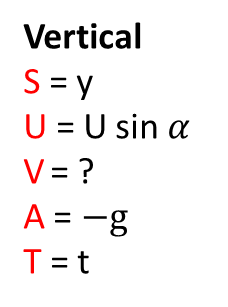 Vertical
S = y
U = U sin α
V = ?
A = −g
T = t